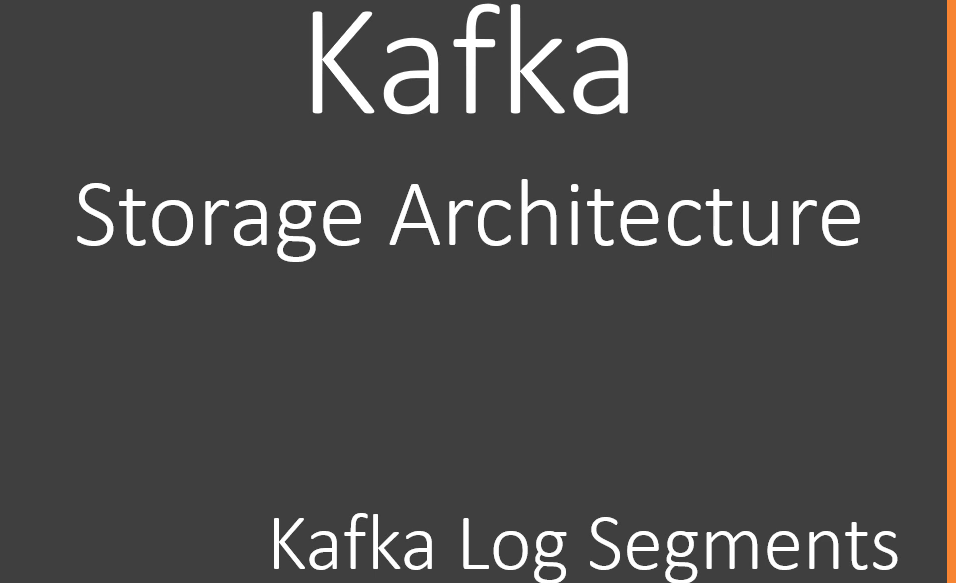 Kafka
Storage Architecture
Kafka Log Segments